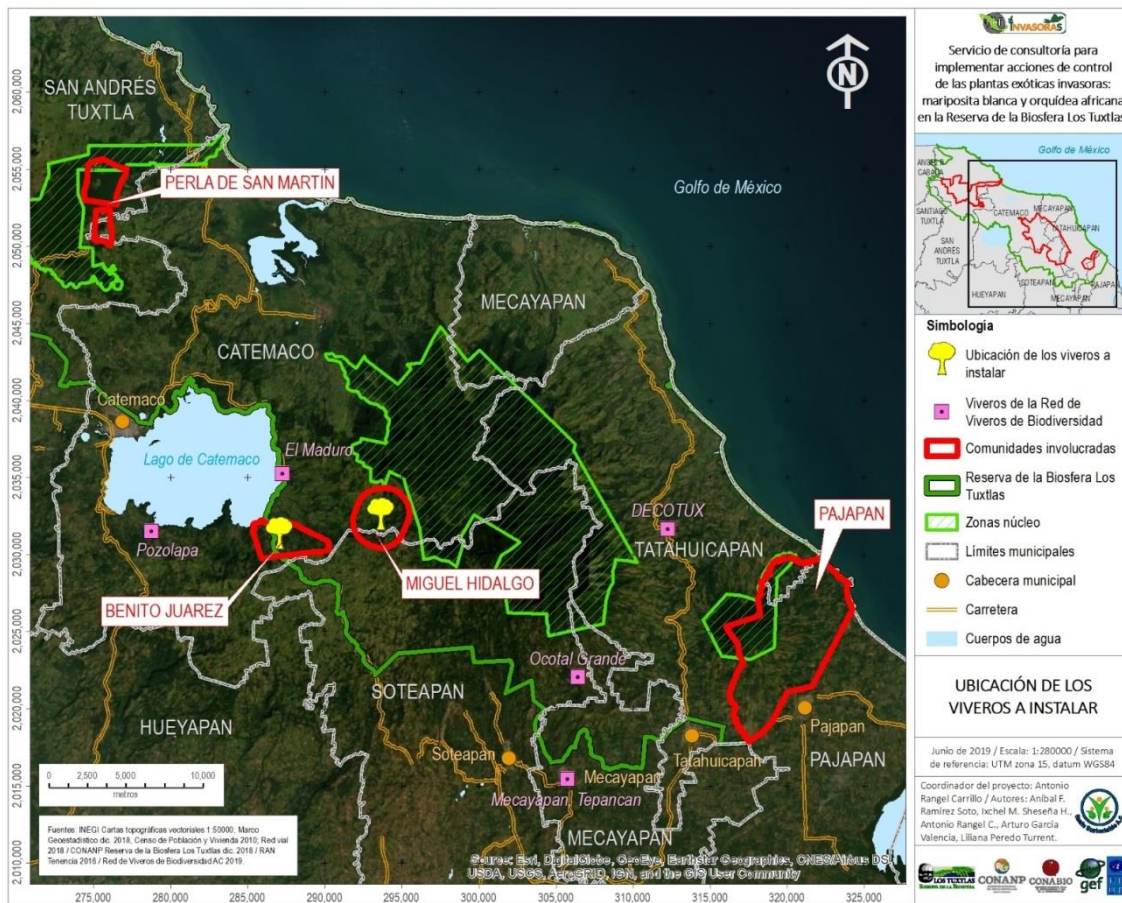 SAN ANDRÉS
TUXTLA
PERLA DE SAN MARTIN
N
Golfo de México
MECAYAPAN
CATEMACO
Catemaco
El Maduro
Lago de Catemaco
Pozolapa
DECOTUX
TATAHUICAPAN
PAJAPAN
MIGUEL HIDALGO
BENITO JUAREZ
Ocotal Grande
SOTEAPAN
HUEYAPAN
Pajapan
Tatahuicapan
Soteapan
Mecayapan
PAJAPAN
Mecayapan, Tepancan
MECAYAPAN
0 2,500 5,000 10,000
metros
Fuentes: INEGI Cartas topográficas vectoriales 1:50000; Marco
Geoestadístico dic. 2018, Censo de Población y Vivienda 2010; Red vial
2018 / CONANP Reserva de la Biosfera Los Tuxtlas dic. 2018 / RAN
Tenencia 2016 / Red de Viveros de Biodiversidad AC 2019.
Source: Esri, DigitalGlobe, GeoEye, Earthstar Geographics, CNES/Airbus DS,
USDA, USGS, AeroGRID, IGN, and the GIS User Community
2,060,000
2,055,000
2,050,000
2,045,000
2,040,000
2,035,000
2,030,000
2,025,000
2,020,000
2,015,000
2,010,000
275,000 280,000 285,000 290,000 295,000 300,000 305,000 310,000 315,000 320,000 325,000
INVASORAS
Servicio de consultoría para
implementar acciones de control
de las plantas exóticas invasoras:
mariposita blanca y orquídea africana
en la Reserva de la Biosfera Los Tuxtlas
Golfo de México
CABADA
SANTIAGO
TUXTLA
CATEMACO
MECAYAPAN
TATAHUICAPAN
SAN
ANDRÉS
TUXTLA
SOTEAPAN
HUEYAPAN
MECAYAPAN
Simbología
Ubicación de los viveros a
instalar
Viveros de la Red de
Viveros de Biodiversidad
Comunidades involucradas
Reserva de la Biosfera Los
Tuxtlas
Zonas núcleo
Límites municipales
Cabecera municipal
Carretera
Cuerpos de agua
UBICACIÓN DE LOS
VIVEROS A INSTALAR
Junio de 2019 / Escala: 1:280000 / Sistema
de referencia: UTM zona 15, datum WGS84
Coordinador del proyecto: Antonio
Rangel Carrillo / Autores: Aníbal F.
Ramírez Soto, Ixchel M. Sheseña H.,
Antonio Rangel C., Arturo García
Valencia, Liliana Peredo Turrent.
LOS TUXTLAS
RESERVA DE LA BIOSFERA
CONANP
CONABIO
gef